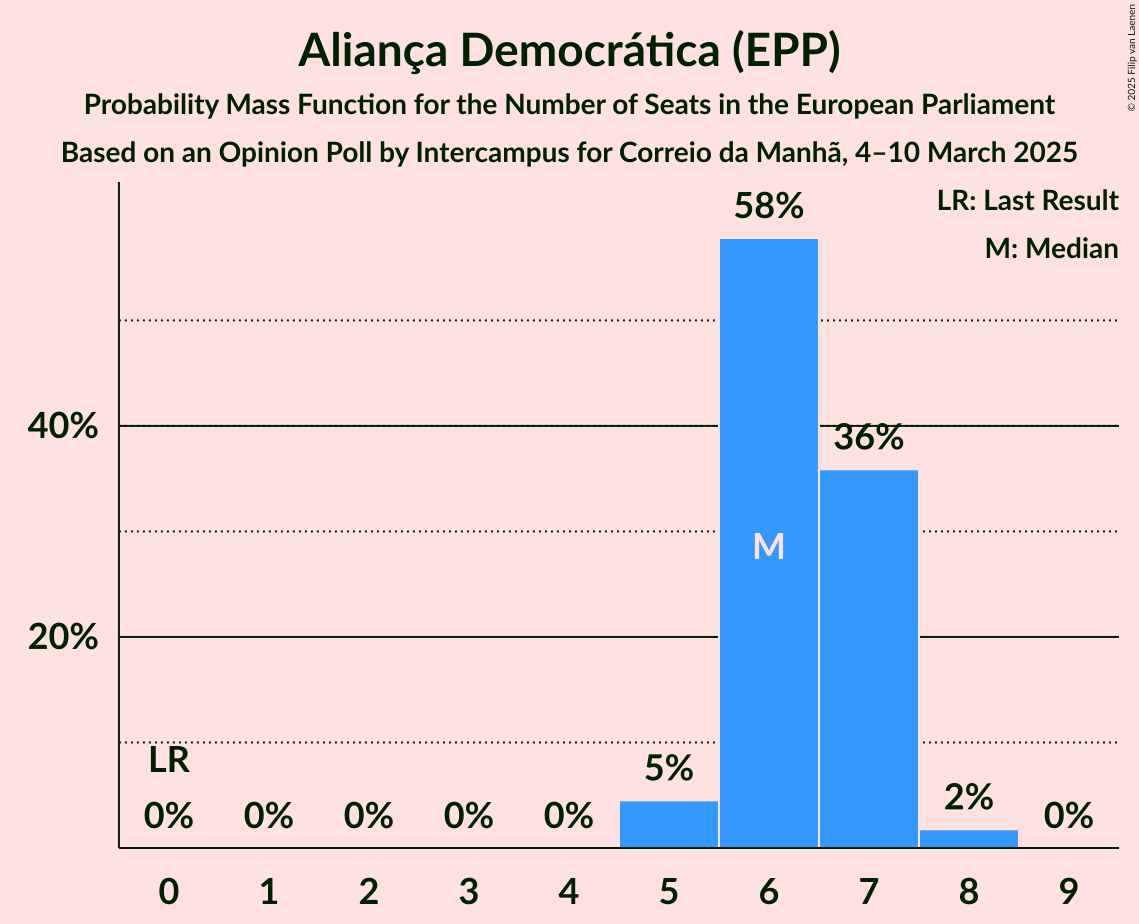 Aliança Democrática (EPP)
Probability Mass Function for the Number of Seats in the European Parliament
Based on an Opinion Poll by Intercampus for Correio da Manhã, 4–10 March 2025
© 2025 Filip van Laenen
LR: Last Result
M: Median
58%
40%
36%
M
20%
LR
5%
2%
0% 0% 0% 0% 0% 0%
0 1 2 3 4 5 6 7 8 9